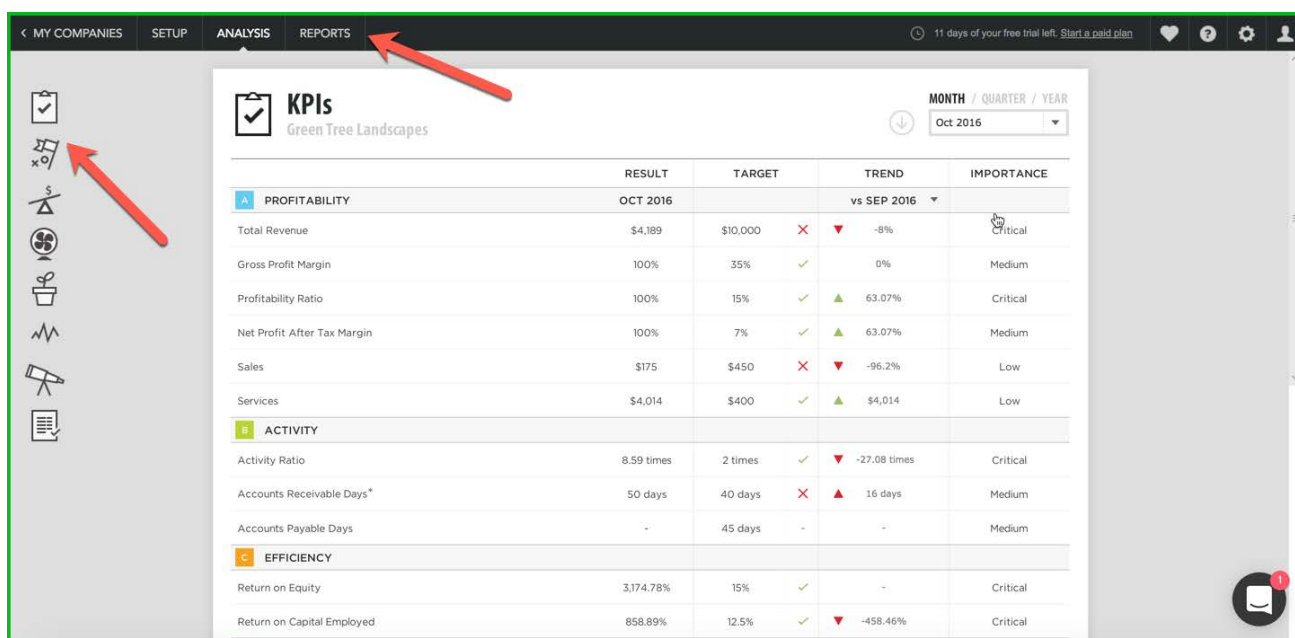 < MY COMPANIES SETUP ANALYSIS REPORTS 11 days of your free trial left. Start a paid plan
KPIs
Green Tree Landscapes
MONTH / QUARTER / YEAR
Oct 2016
RESULT TARGET TREND IMPORTANCE
A PROFITABILITY OCT 2016 vs SEP 2016
Total Revenue $4,189 $10,000 -8% Critical
Gross Profit Margin 100% 35% 0% Medium
Profitability Ratio 100% 15% 63.07% Critical
Net Profit After Tax Margin 100% 7% 63.07% Medium
Sales $175 $450 -96.2% Low
Services $4,014 $400 $4,014 Low
B ACTIVITY
Activity Ratio 8.59 times 2 times -27.08 times Critical
Accounts Receivable Days* 50 days 40 days 16 days Medium
Accounts Payable Days - 45 days - - Medium
C EFFICIENCY
Return on Equity 3,174.78% 15% - Critical
Return on Capital Employed 858.89% 12.5% -458.46% Critical
1